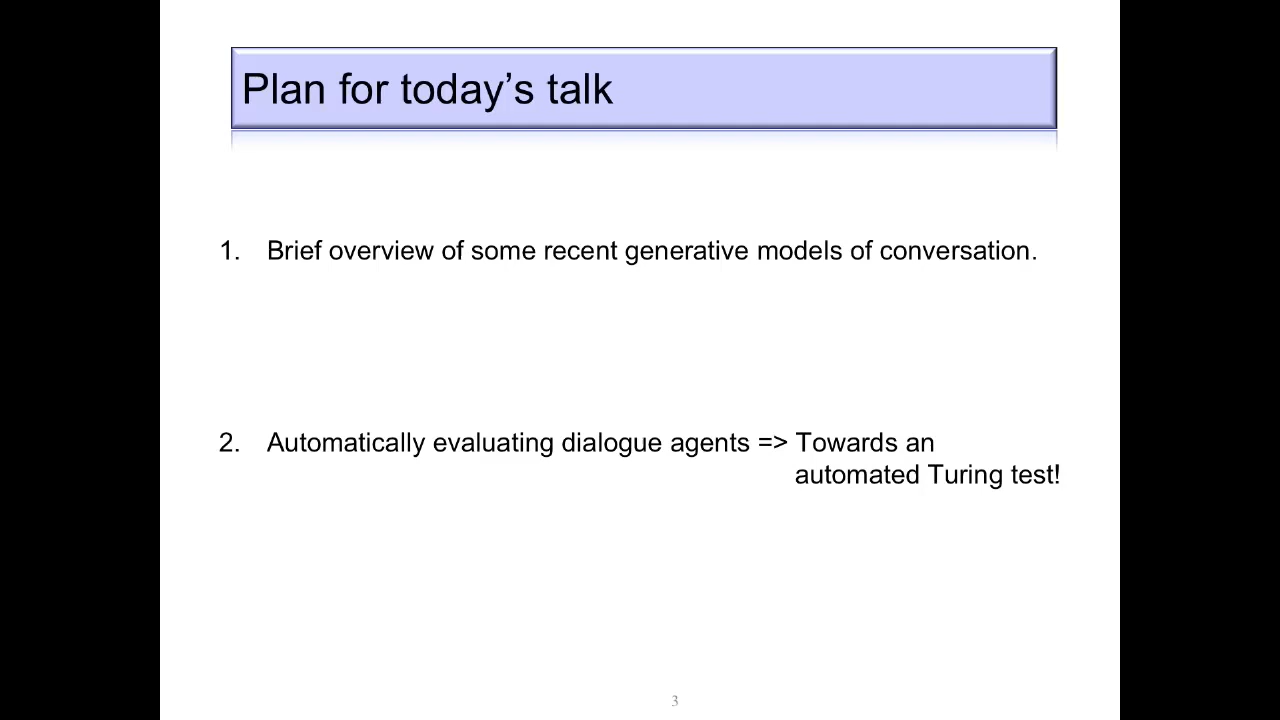 Plan for today’s talk
1. Brief overview of some recent generative models of conversation.
2. Automatically evaluating dialogue agents => Towards an
automated Turing test!
3